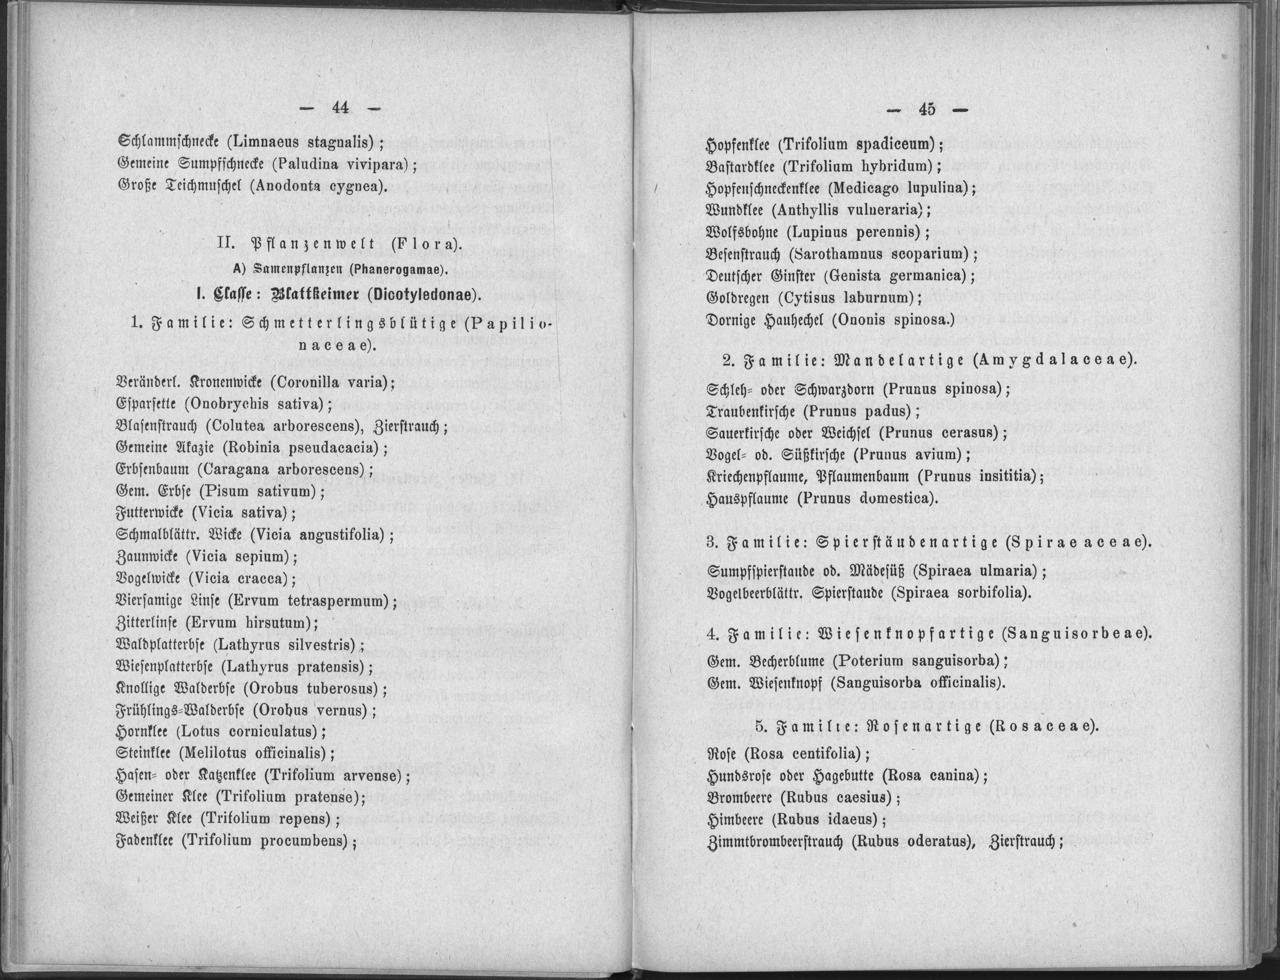 — 44 —
Schlammschnecke (Limnaeus stagnalis) ;
Gemeine Sumpfschnecke (Paludina vivipara) ;
Große Teichmuschel (Anodonta cygnea).
II. Pflanzenwelt (Flora).
A) Samenpflanzen (Phanerogamae).
I. Classe: Blattkeimer (Dicotyledonae).
1. Familie: Schmetterlingsblütige (Papilio-
naceae).
Veränderl. Kronenwicke (Coronilla varia) ;
Esparsette (Onobrychis sativa) ;
Blasenstrauch (Colutea arborescens), Zierstrauch ;
Gemeine Akazie (Robinia pseudacacia) ;
Erbsenbaum (Caragana arborescens) ;
Gem. Erbse (Pisum sativum) ;
Futterwicke (Vicia sativa) ;
Schmalblättr. Wicke (Vicia angustifolia) ;
Zaunwicke (Vicia sepium) ;
Vogelwicke (Vicia cracca) ;
Viersamige Linse (Ervum tetraspermum) ;
Zitterlinse (Ervum hirsutum) ;
Waldplatterbse (Lathyrus silvestris) ;
Wiesenplatterbse (Lathyrus pratensis) ;
Knollige Walderbse (Orobus tuberosus) ;
Frühlings-Walderbse (Orobus vernus) ;
Hornklee (Lotus corniculatus) ;
Steinklee (Melilotus officinalis) ;
Hasen- oder Katzenklee (Trifolium arvense) ;
Gemeiner Klee (Trifolium pratense) ;
Weißer Klee (Trifolium repens) ;
Fadenklee (Trifolium procumbens) ;
— 45 —
Hopfenklee (Trifolium spadiceum) ;
Bastardklee (Trifolium hybridum) ;
Hopfenschneckenklee (Medicago lupulina) ;
Wundklee (Anthyllis vulneraria) ;
Wolfsbohne (Lupinus perennis) ;
Besenstrauch (Sarothamnus scoparium) ;
Deutscher Ginster (Genista germanica) ;
Goldregen (Cytisus laburnum) ;
Dornige Hauhechel (Ononis spinosa.)
2. Familie: Mandelartige (Amygdalaceae).
Schleh- oder Schwarzdorn (Prunus spinosa) ;
Traubenkirsche (Prunus padus) ;
Sauerkirsche oder Weichsel (Prunus cerasus) ;
Vogel- od. Süßkirsche (Prunus avium) ;
Kriechenpflaume, Pflaumenbaum (Prunus insititia) ;
Hauspflaume (Prunus domestica).
3. Familie: Spierstäudenartige (Spiraeaceae).
Sumpfspierstaude od. Mädesüß (Spiraea ulmaria) ;
Vogelbeerblättr. Spierstaude (Spiraea sorbifolia).
4. Familie: Wiesenknopfartige (Sanguisorbeae).
Gem. Becherblume (Poterium sanguisorba) ;
Gem. Wiesenknopf (Sanguisorba officinalis).
5. Familie: Rosenartige (Rosaceae).
Rose (Rosa centifolia) ;
Hundsrose oder Hagebutte (Rosa canina) ;
Brombeere (Rubus caesius) ;
Himbeere (Rubus idaeus) ;
Zimmtbrombeerstrauch (Rubus oderatus), Zierstrauch ;